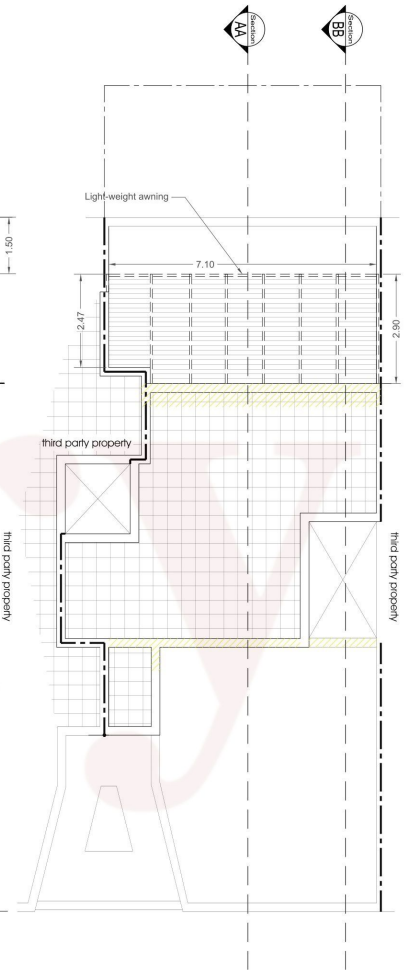 Section
AA
Section
BB
Light-weight awning
1.50
7.10
2.47
2.90
third party property
third party property
third party property
y